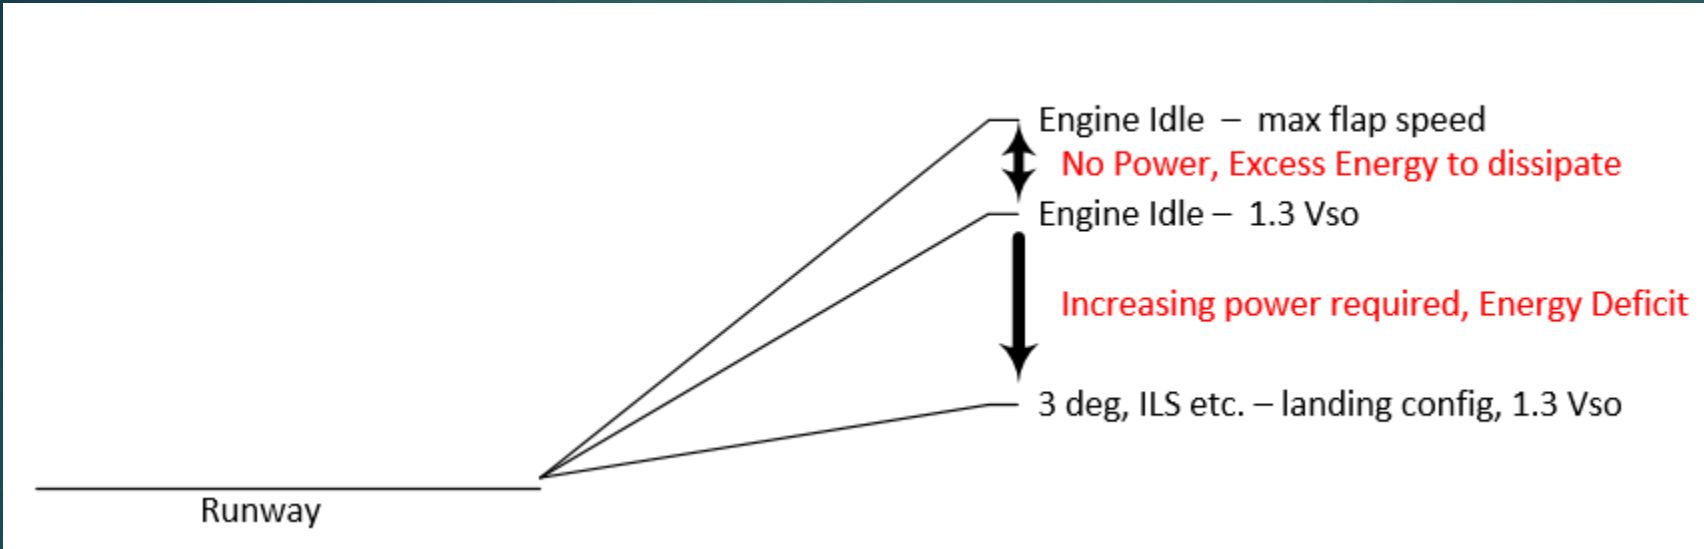 Engine Idle – max flap speed
No Power, Excess Energy to dissipate
Engine Idle – 1.3 Vso
Increasing power required, Energy Deficit
3 deg, ILS etc. – landing config, 1.3 Vso
Runway